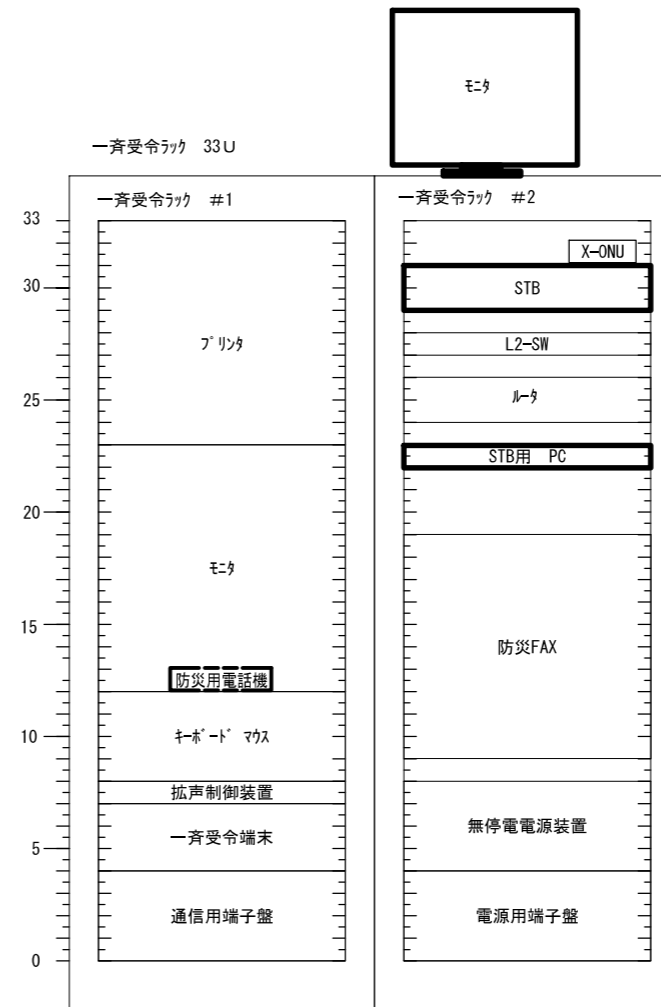 モニタ
一斉受令ラック 33U
一斉受令ラック #1
一斉受令ラック #2
33
30
25
20
15
10
5
0
プリンタ
モニタ
防災用電話機
キーボード マウス
拡声制御装置
一斉受令端末
通信用端子盤
X-ONU
STB
L2-SW
ルータ
STB用 PC
防災FAX
無停電電源装置
電源用端子盤